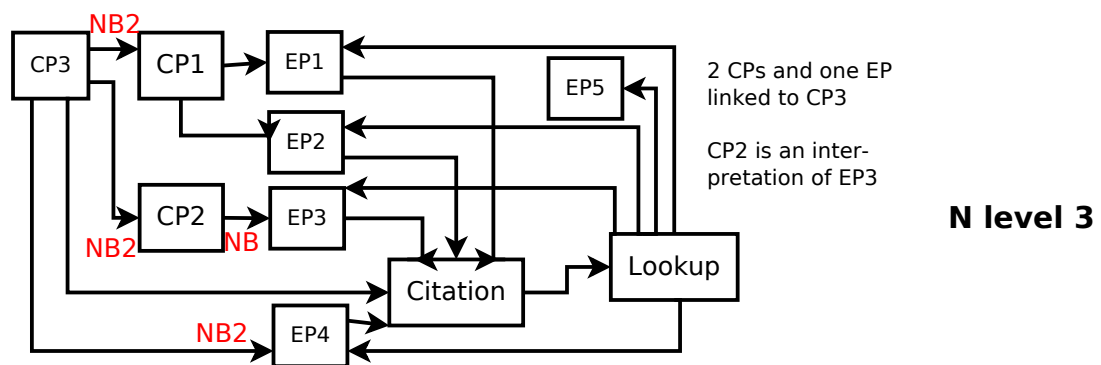 NB2
CP3
CP1
EP1
EP5
2 CPs and one EP
linked to CP3
EP2
CP2 is an inter-
pretation of EP3
CP2
EP3
N level 3
NB2
NB
Lookup
Citation
NB2
EP4